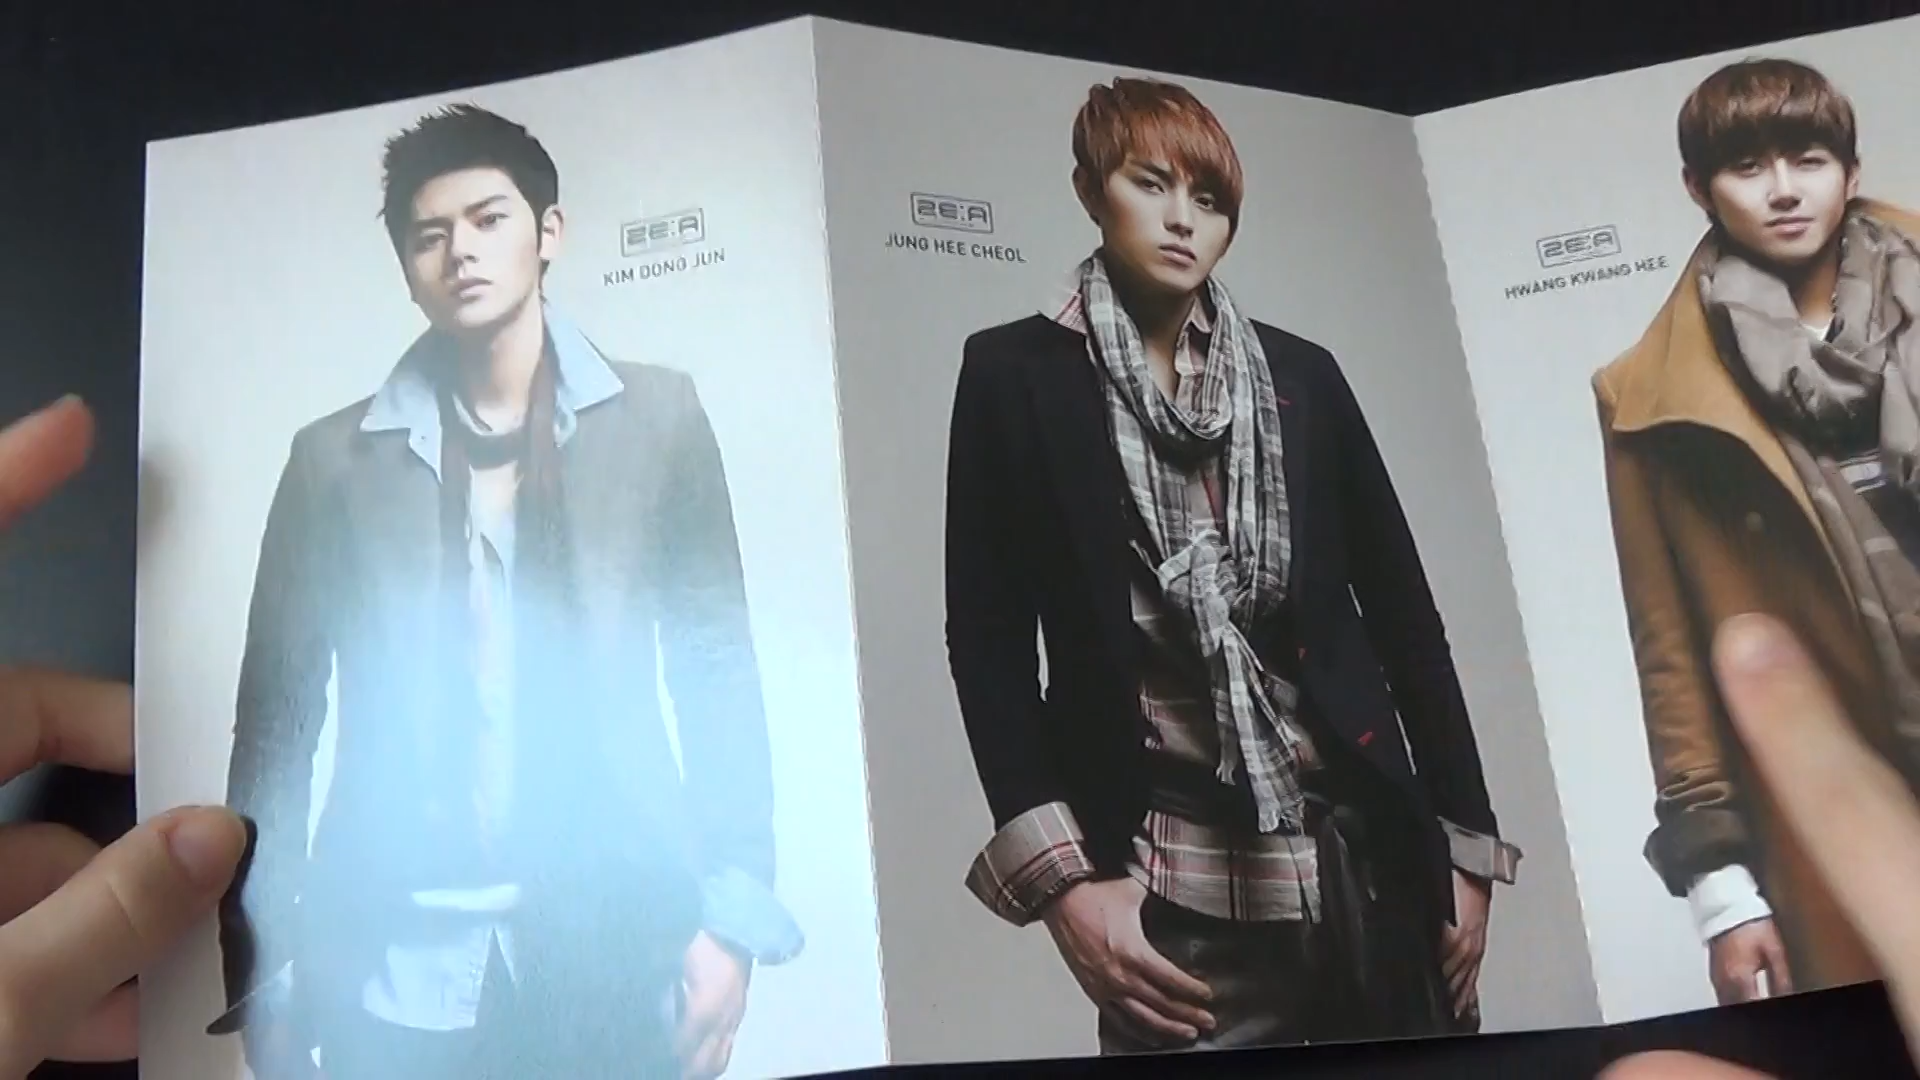 ZE:A
KIM DONG JUN
ZE:A
JUNG HEE CHEOL
ZE:A
HWANG KWANG HEE